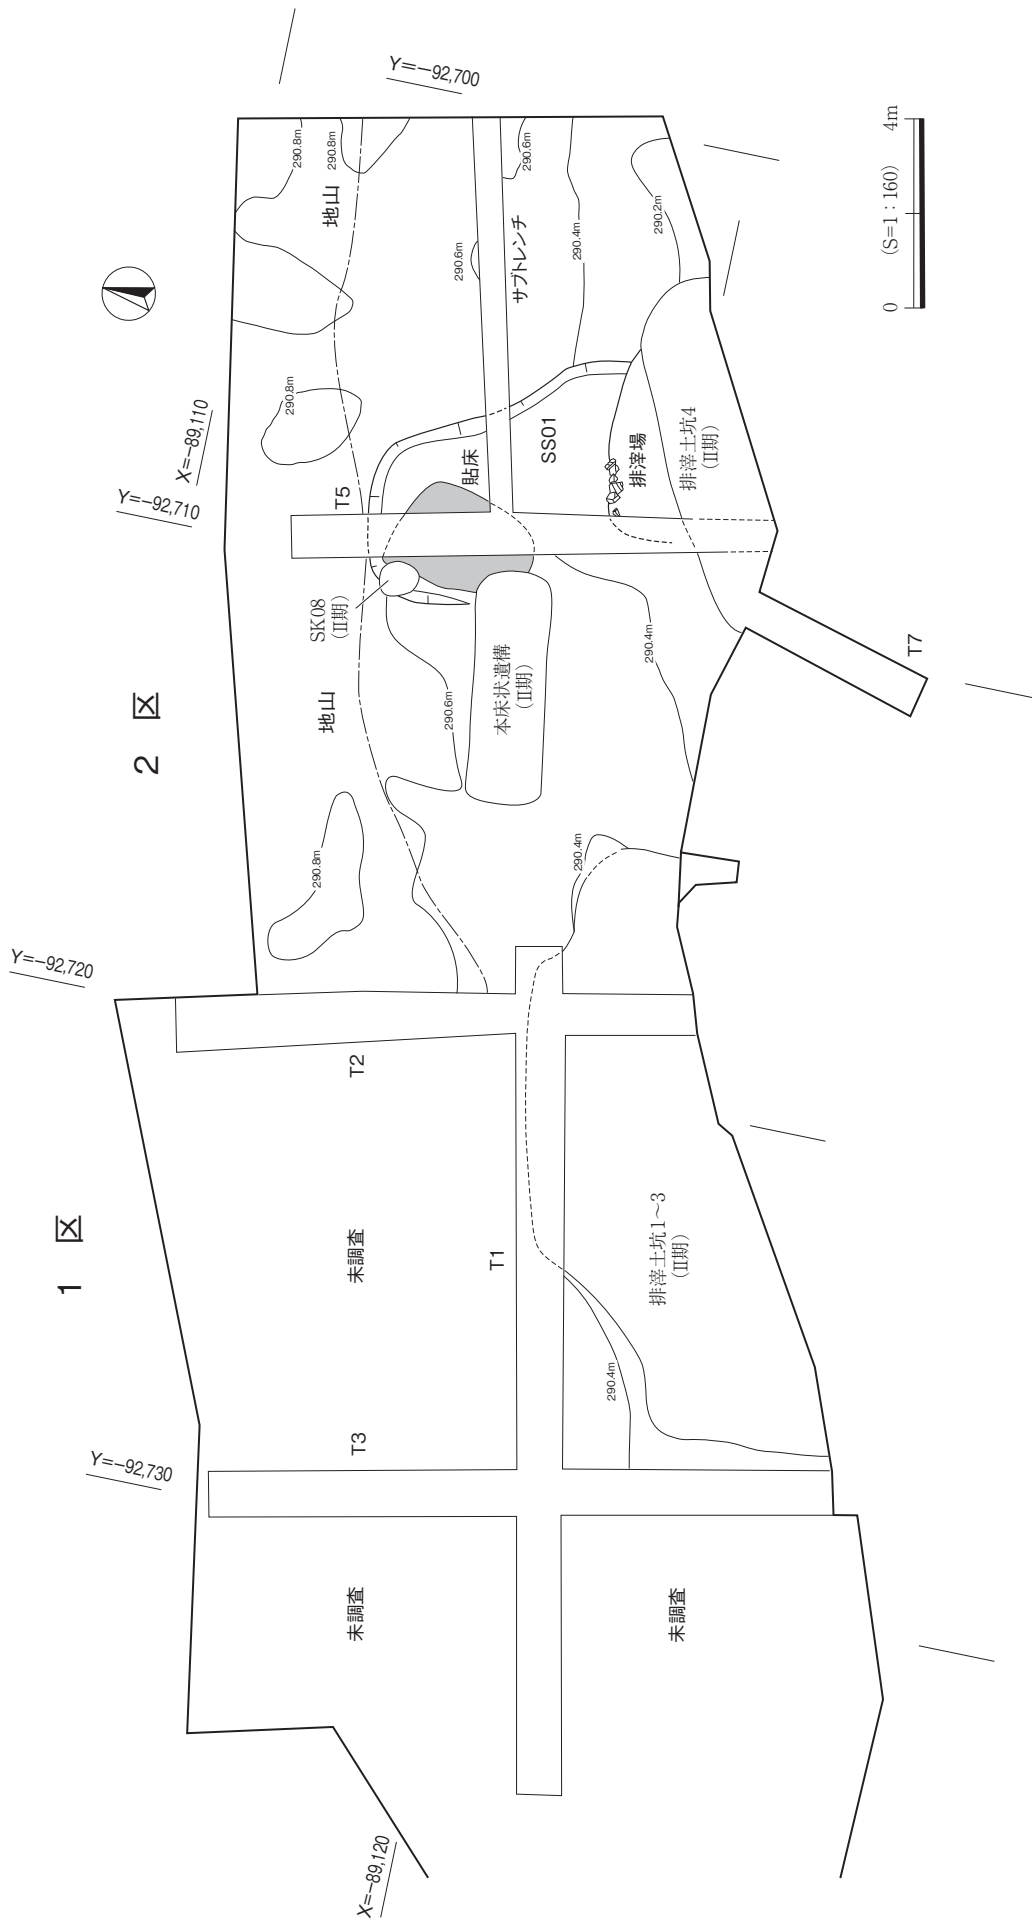 1 区
2 区
Y=−92,700
Y=−92,710
Y=−92,720
Y=−92,730
X=−89,110
X=−89,120
0
(S=1：160)
4m
地山
地山
290.8m
290.8m
290.8m
290.8m
290.6m
290.6m
290.6m
290.4m
290.4m
290.4m
290.4m
290.2m
サブトレンチ
T5
貼床
SS01
排滓場
排滓土坑4
(Ⅱ期)
SK08
(Ⅱ期)
本床状遺構
(Ⅱ期)
T7
T2
T1
T3
未調査
未調査
未調査
排滓土坑1～3
(Ⅱ期)